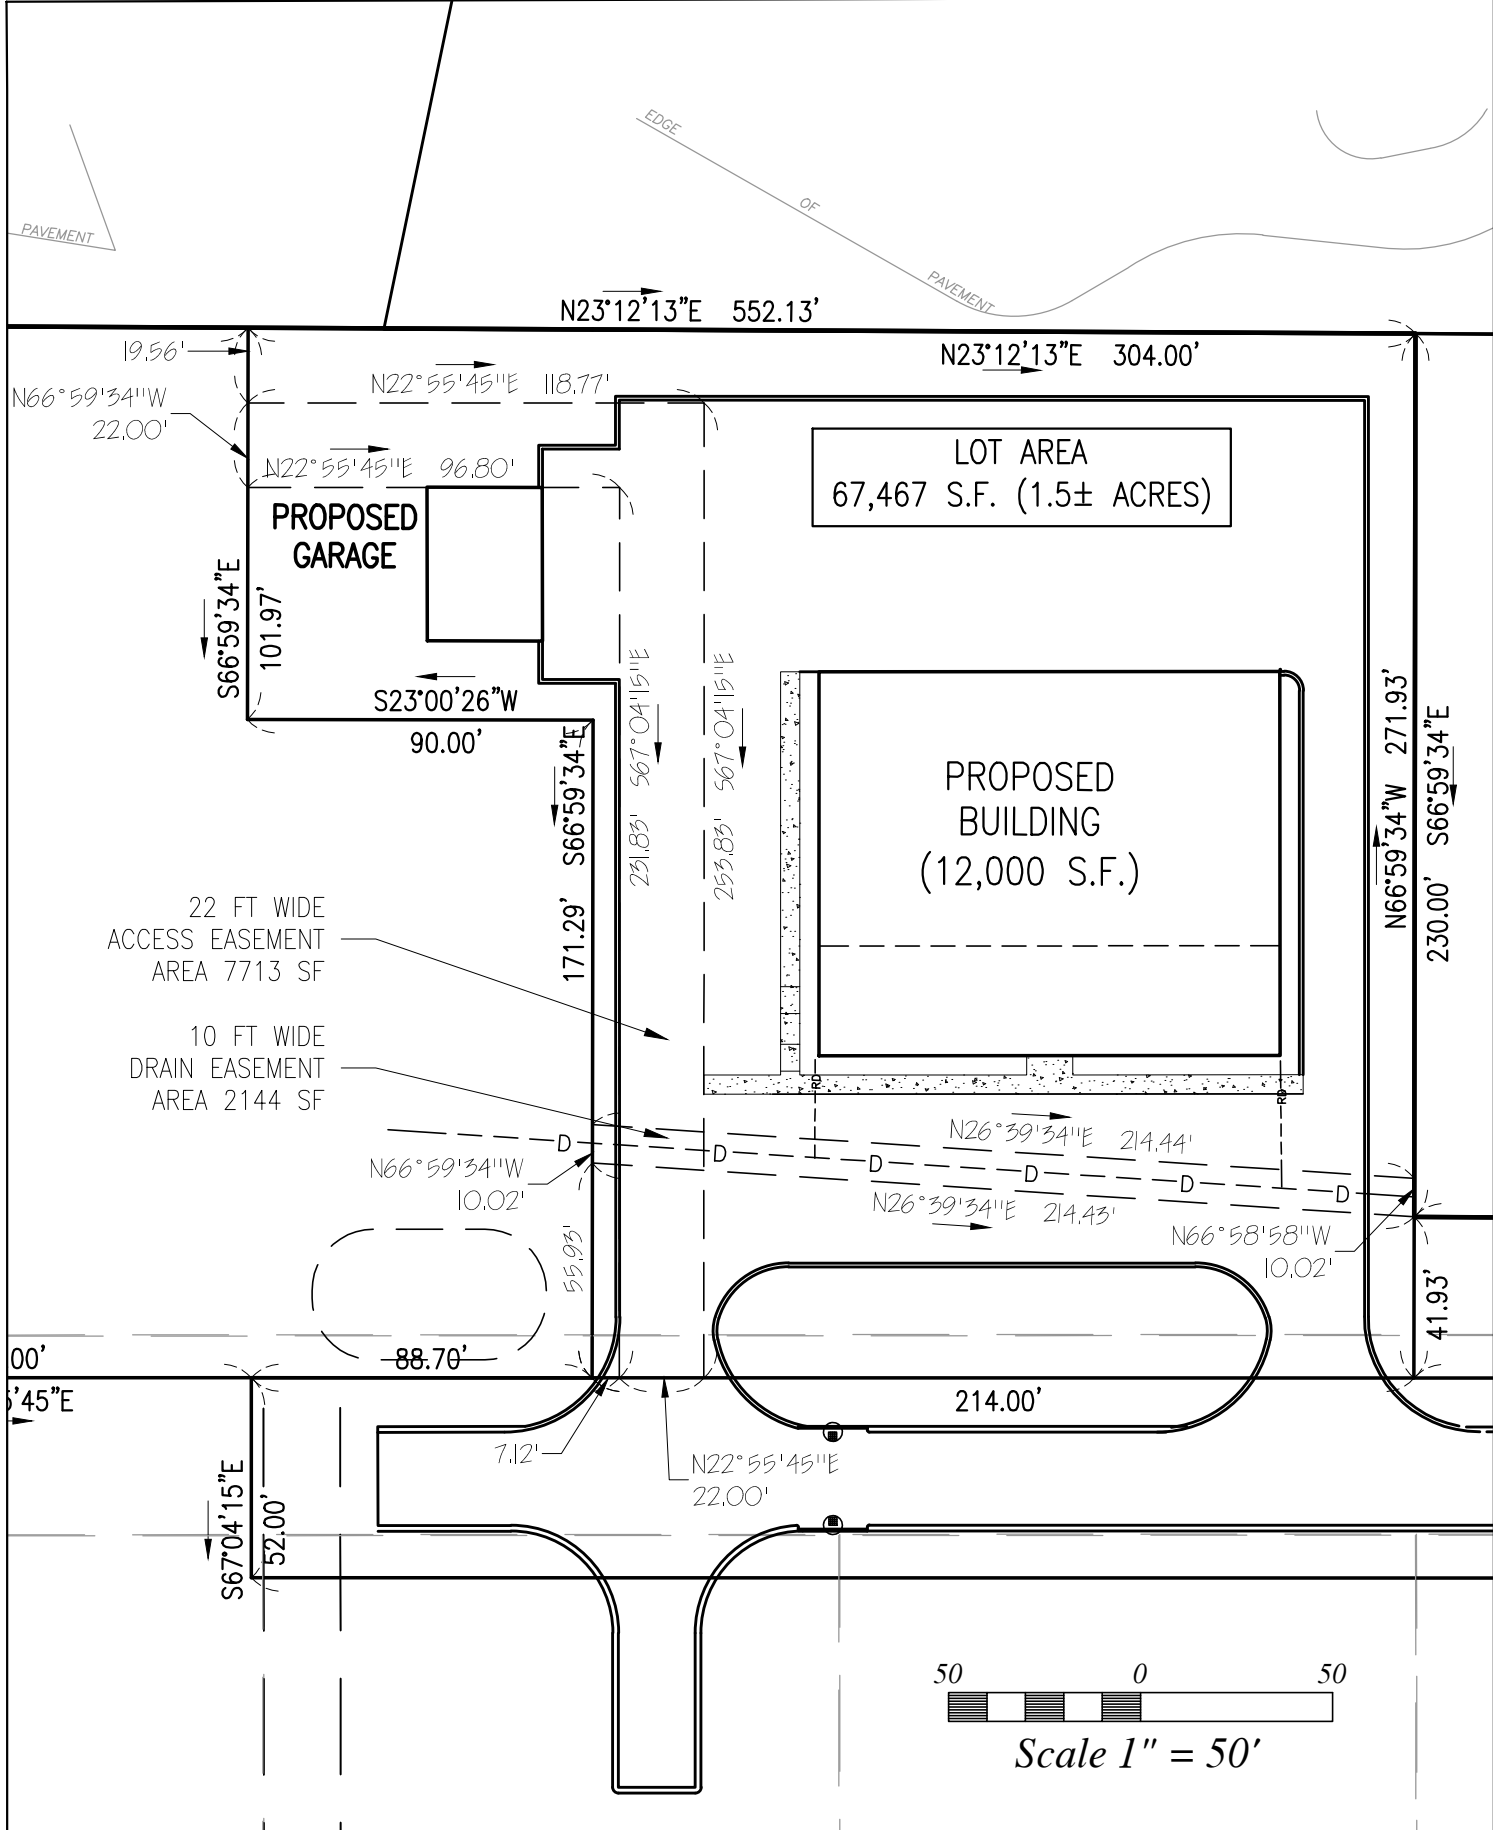 EDGE
OF
PAVEMENT
PAVEMENT
N23°12'13"E 552.13'
N23°12'13"E 304.00'
19.56'
N22°55'45"E 118.77'
N66°59'34"W
22.00'
N22°55'45"E 96.80'
LOT AREA
67,467 S.F. (1.5± ACRES)
PROPOSED
GARAGE
S66°59'34"E
101.97'
S23°00'26"W
90.00'
171.29' S66°59'34"E
231.83' S67°04'15"E
253.83' S67°04'15"E
N66°59'34"W 271.93'
230.00' S66°59'34"E
PROPOSED
BUILDING
(12,000 S.F.)
22 FT WIDE
ACCESS EASEMENT
AREA 7713 SF
10 FT WIDE
DRAIN EASEMENT
AREA 2144 SF
RD
RD
N26°39'34"E 214.44'
D
D
D
D
D
D
N66°59'34"W
10.02'
N26°39'34"E 214.43'
N66°58'58"W
10.02'
55.93'
41.93'
00'
88.70'
5'45"E
214.00'
7.12'
N22°55'45"E
22.00'
S67°04'15"E
52.00'
50 0 50
Scale 1" = 50'